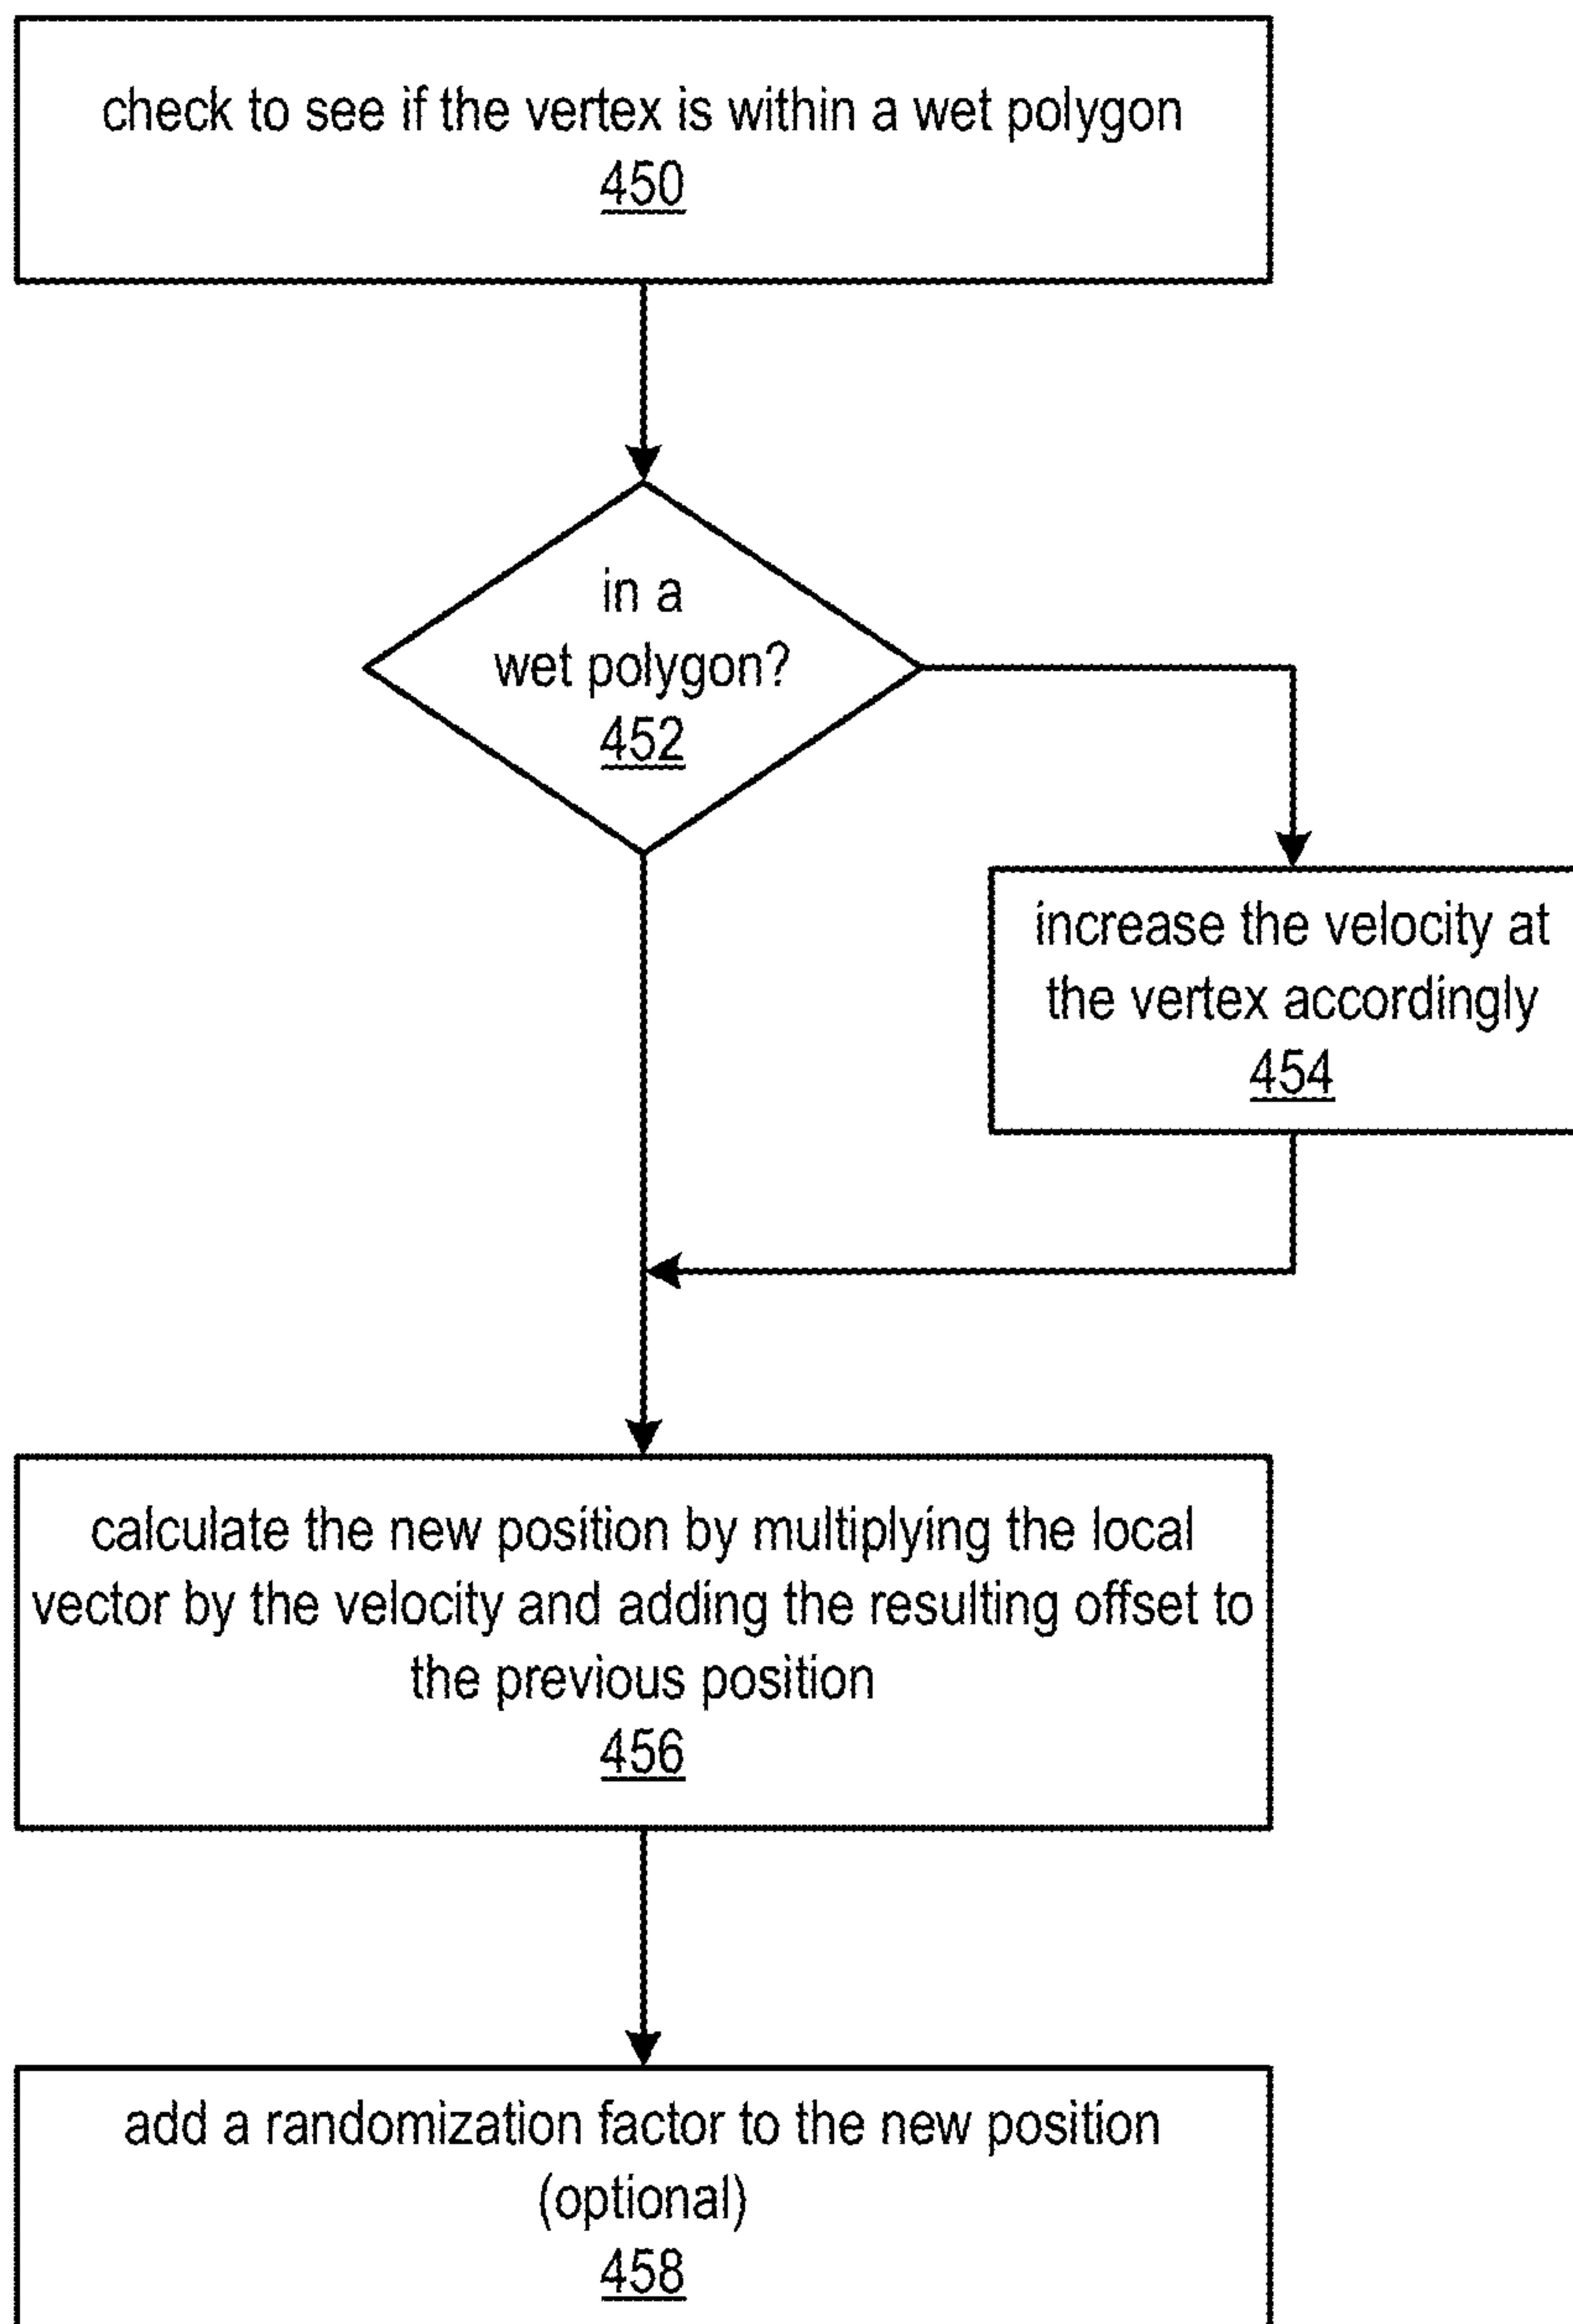 check to see if the vertex is within a wet polygon
450
in a
wet polygon?
452
increase the velocity at
the vertex accordingly
454
calculate the new position by multiplying the local
vector by the velocity and adding the resulting offset to
the previous position
456
add a randomization factor to the new position
(optional)
458